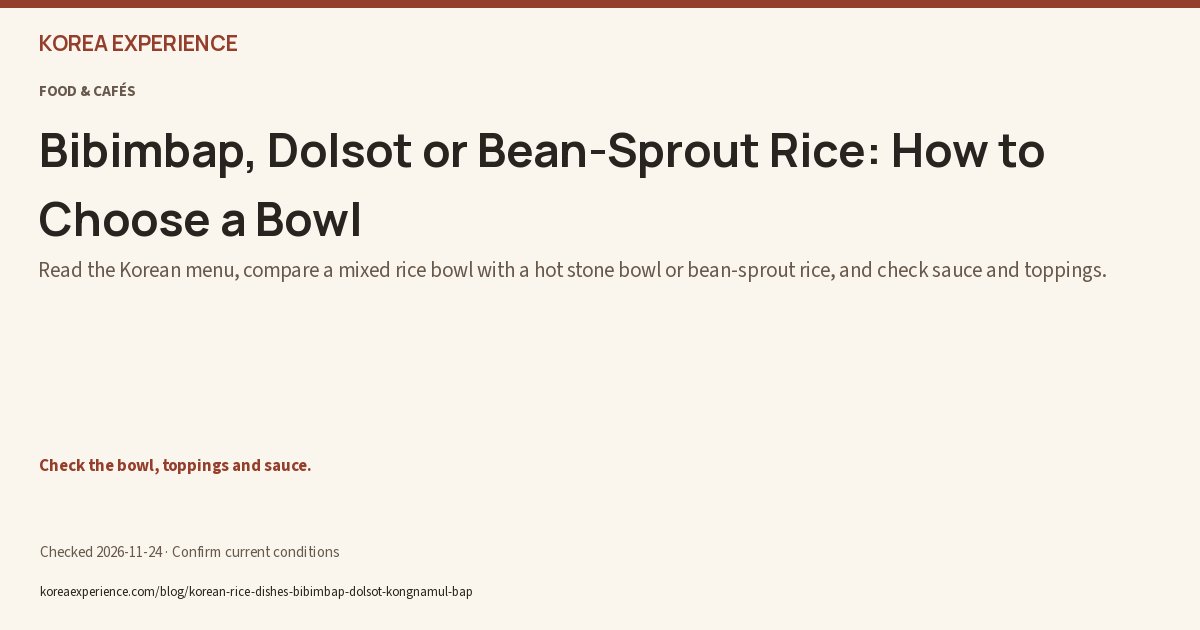 KOREA EXPERIENCE
FOOD & CAFÉS
Bibimbap, Dolsot or Bean-Sprout Rice: How to
Choose a Bowl
Read the Korean menu, compare a mixed rice bowl with a hot stone bowl or bean-sprout rice, and check sauce and toppings.
Check the bowl, toppings and sauce.
Checked 2026-11-24 · Confirm current conditions
koreaexperience.com/blog/korean-rice-dishes-bibimbap-dolsot-kongnamul-bap